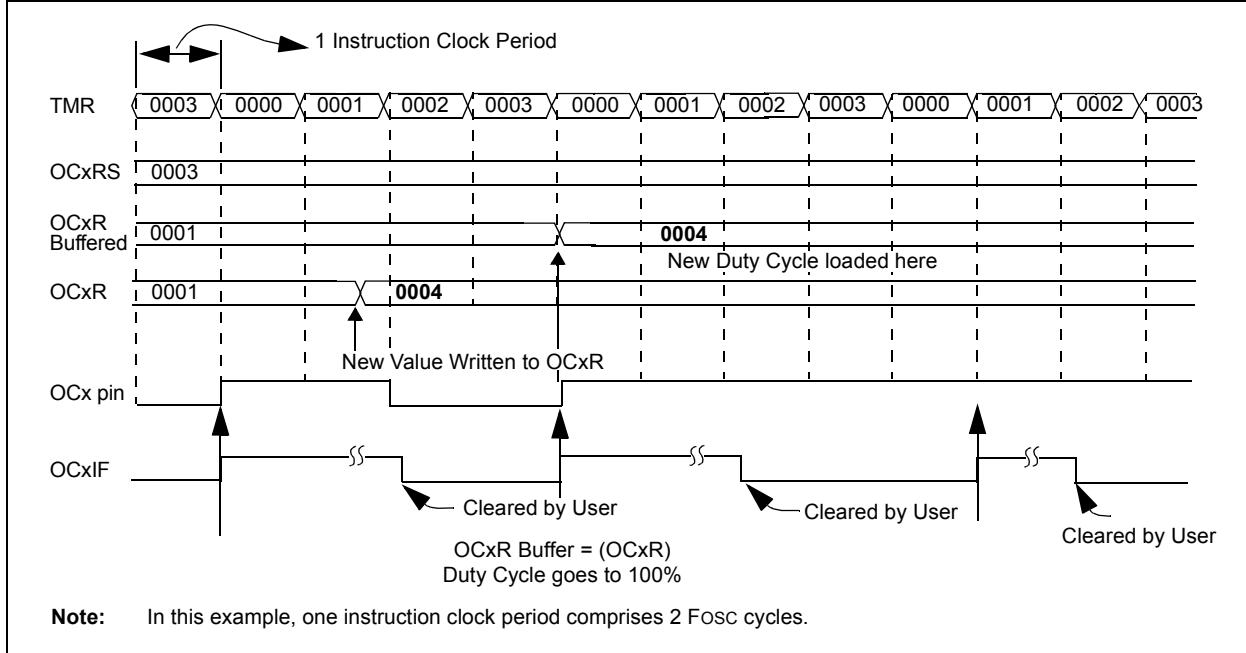 1 Instruction Clock Period
TMR 0003 0000 0001 0002 0003 0000 0001 0002 0003 0000 0001 0002 0003
OCxRS 0003
OCxR
Buffered 0001 0004
New Duty Cycle loaded here
OCxR 0001 0004
New Value Written to OCxR
OCx pin
OCxIF
Cleared by User
Cleared by User
Cleared by User
OCxR Buffer = (OCxR)
Duty Cycle goes to 100%
Note: In this example, one instruction clock period comprises 2 FOSC cycles.